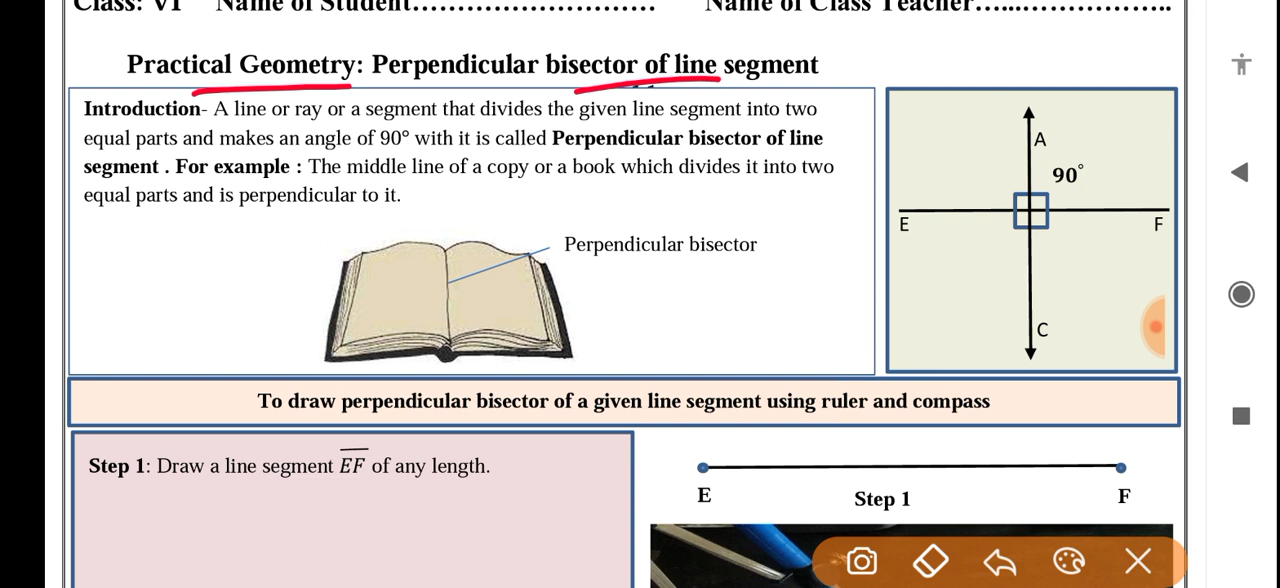 Class: VI Name of Student………………………. Name of Class Teacher…...……………..
Practical Geometry: Perpendicular bisector of line segment
Introduction- A line or ray or a segment that divides the given line segment into two
equal parts and makes an angle of 90° with it is called Perpendicular bisector of line
segment . For example : The middle line of a copy or a book which divides it into two
equal parts and is perpendicular to it.
Perpendicular bisector
A
90°
E
F
C
To draw perpendicular bisector of a given line segment using ruler and compass
Step 1: Draw a line segment EF of any length.
E
Step 1
F